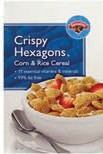 Crispy
Hexagons
Corn & Rice Cereal
• 11 essential vitamins & minerals
• 99% fat free